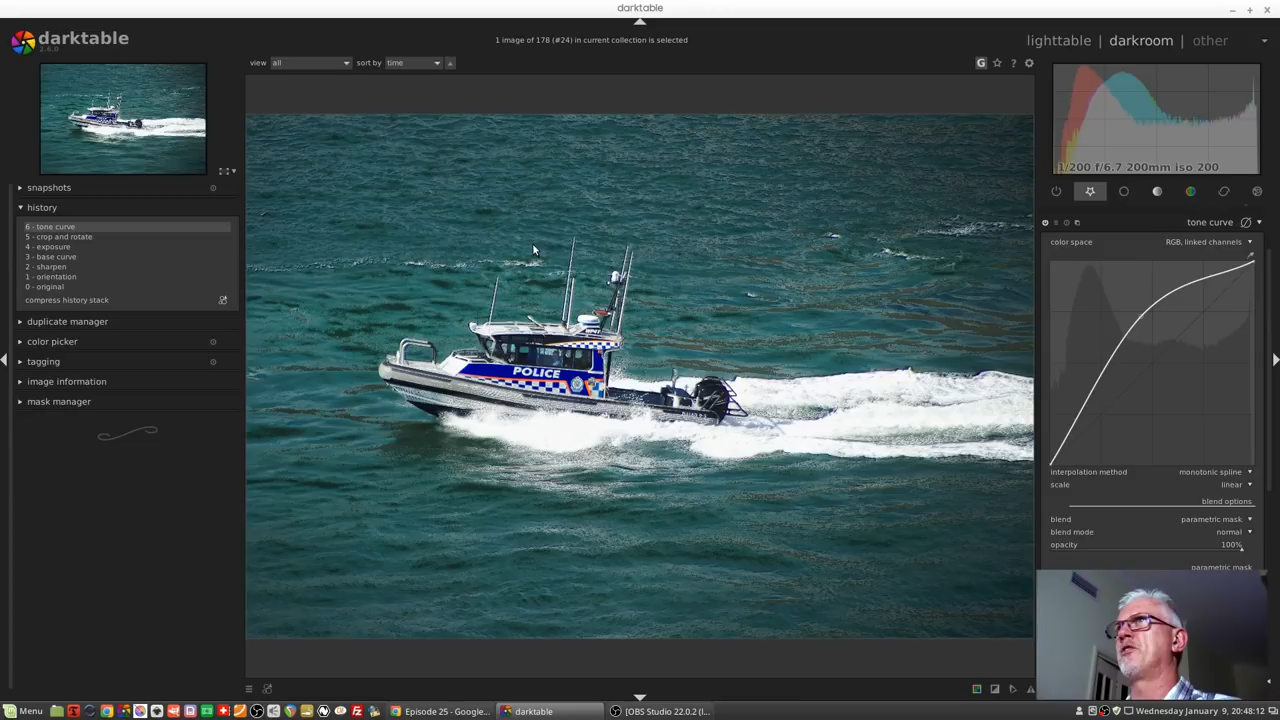 darktable
darktable
2.6.0
1 image of 178 (#24) in current collection is selected
lighttable | darkroom | other
view all sort by time G ?
1/200 f/6.7 200mm iso 200
snapshots
history
6 - tone curve
5 - crop and rotate
4 - exposure
3 - base curve
2 - sharpen
1 - orientation
0 - original
compress history stack
duplicate manager
color picker
tagging
image information
mask manager
POLICE
tone curve
color space RGB, linked channels
interpolation method monotonic spline
scale linear
blend options
blend parametric mask
blend mode normal
opacity 100%
parametric mask
Menu Episode 25 - Google... darktable [OBS Studio 22.0.2 (l... Wednesday January 9, 20:48:12